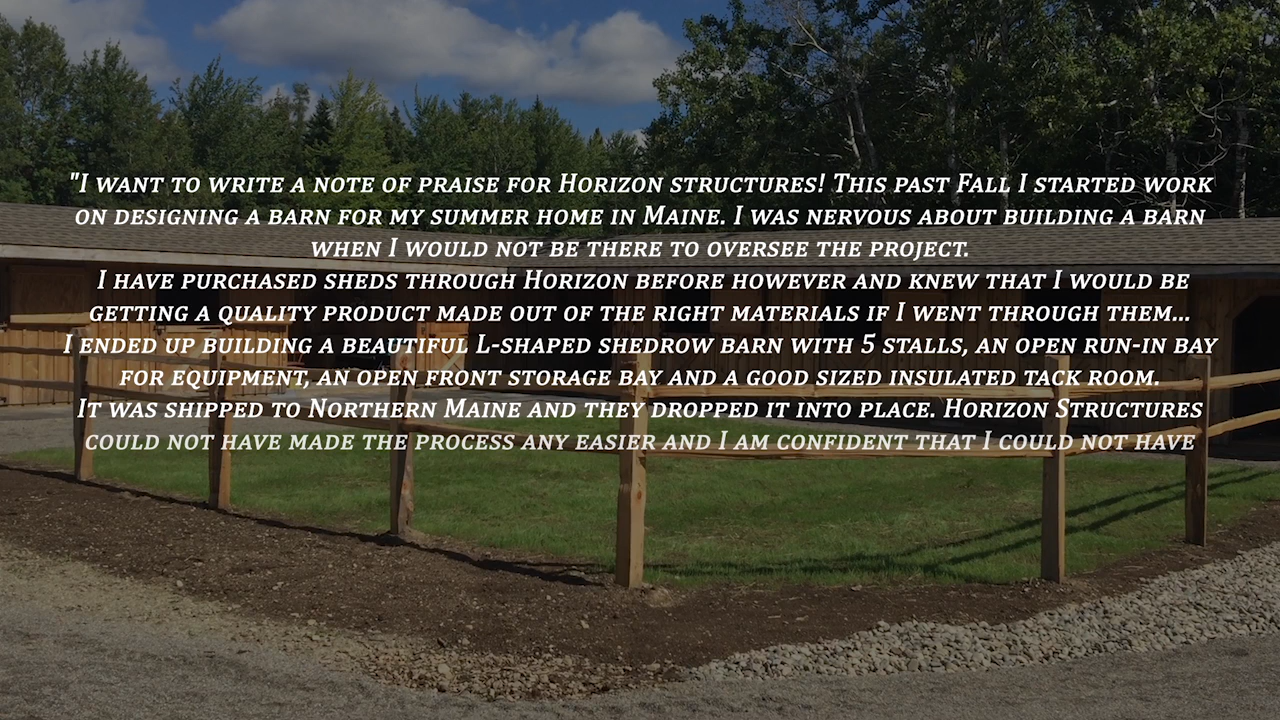 "I want to write a note of praise for Horizon Structures! This past Fall I started work
on designing a barn for my summer home in Maine. I was nervous about building a barn
when I would not be there to oversee the project.
I have purchased sheds through Horizon before however and knew that I would be
getting a quality product made out of the right materials if I went through them...
I ended up building a beautiful L-shaped shedrow barn with 5 stalls, an open run-in bay
for equipment, an open front storage bay and a good sized insulated tack room.
It was shipped to Northern Maine and they dropped it into place. Horizon Structures
could not have made the process any easier and I am confident that I could not have